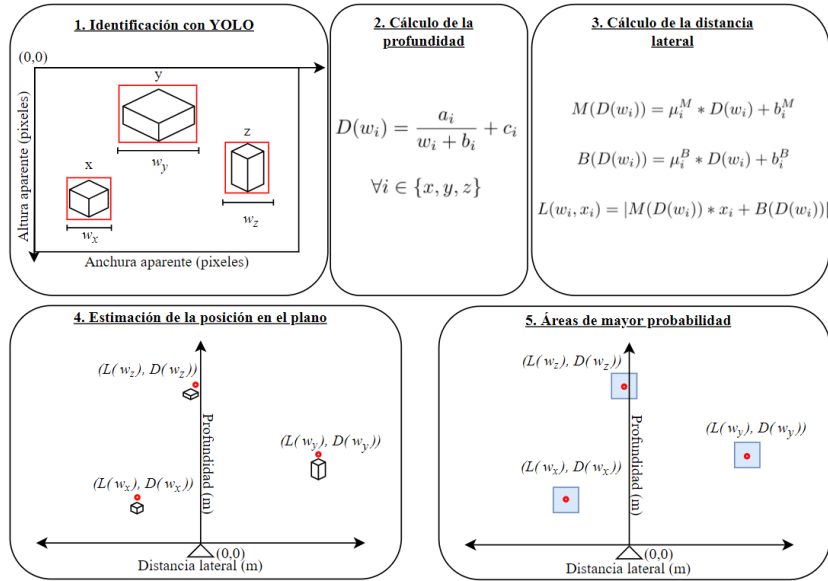 1. Identificación con YOLO
(0,0)
Altura aparente (pixeles)
y
w_y
x
w_x
z
w_z
Anchura aparente (pixeles)
2. Cálculo de la
profundidad
D(w_i) = \frac{a_i}{w_i + b_i} + c_i
∀i ∈ {x, y, z}
3. Cálculo de la distancia
lateral
M(D(w_i)) = μ_i^M * D(w_i) + b_i^M
B(D(w_i)) = μ_i^B * D(w_i) + b_i^B
L(w_i, x_i) = |M(D(w_i)) * x_i + B(D(w_i))|
4. Estimación de la posición en el plano
(L(w_z), D(w_z))
(L(w_y), D(w_y))
(L(w_x), D(w_x))
Profundidad (m)
(0,0)
Distancia lateral (m)
5. Áreas de mayor probabilidad
(L(w_z), D(w_z))
(L(w_y), D(w_y))
(L(w_x), D(w_x))
Profundidad (m)
(0,0)
Distancia lateral (m)